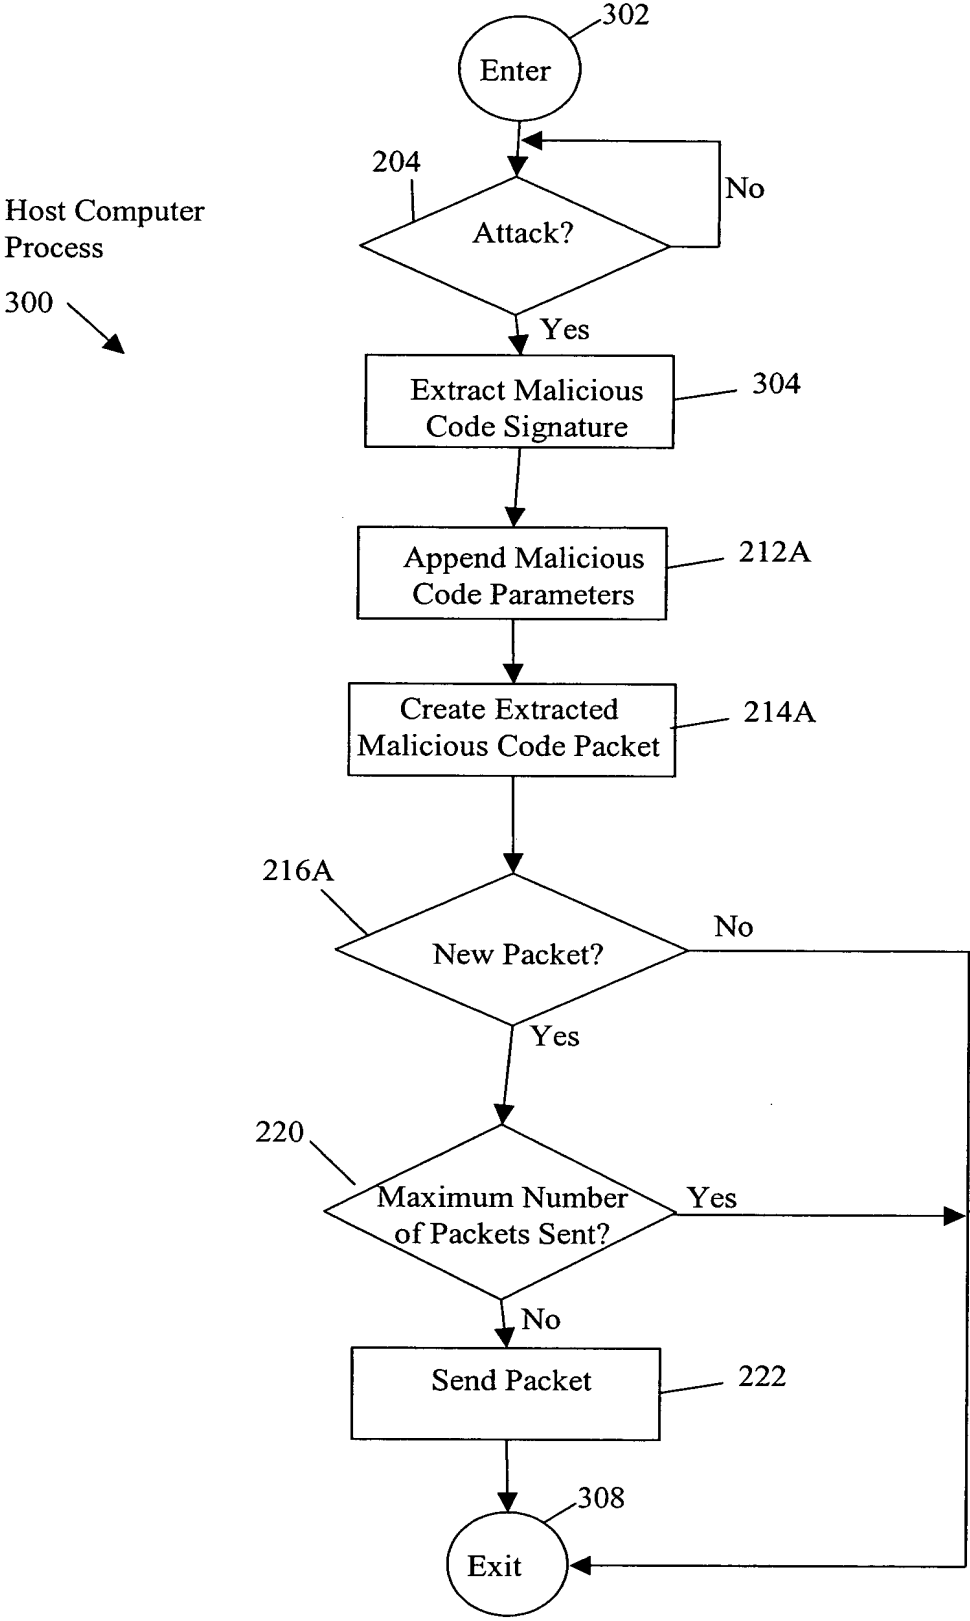 302
Enter
204
No
Host Computer
Process
Attack?
300
Yes
Extract Malicious
Code Signature
304
Append Malicious
Code Parameters
212A
Create Extracted
Malicious Code Packet
214A
216A
No
New Packet?
Yes
220
Maximum Number
of Packets Sent?
Yes
No
Send Packet
222
308
Exit